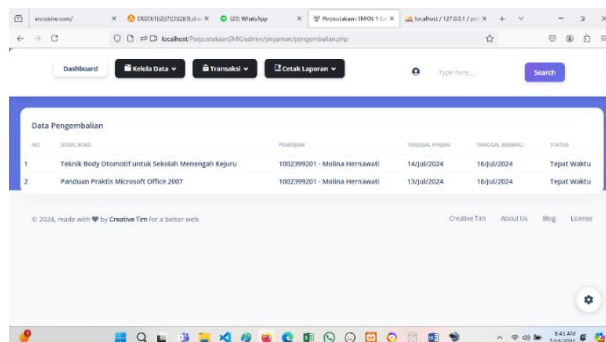 (20) WhatsApp
Perpustakaan SMKN 1
localhost / 127.0.0.1 /
localhost/PerpustakaanSMK/admin/pinjaman/pengembalian.php
Dashboard
Kelola Data
Transaksi
Cetak Laporan
Type here...
Search
Data Pengembalian
NO JUDUL BUKU PEMINJAM TANGGAL PINJAM TANGGAL KEMBALI STATUS
1 Teknik Body Otomotif untuk Sekolah Menengah Kejuru 1002399201 - Molina Hernawati 14/Jul/2024 16/Jul/2024 Tepat Waktu
2 Panduan Praktis Microsoft Office 2007 1002399201 - Molina Hernawati 13/Jul/2024 16/Jul/2024 Tepat Waktu
© 2024, made with by Creative Tim for a better web.
Creative Tim About Us Blog License
8:43 AM
7/16/2024